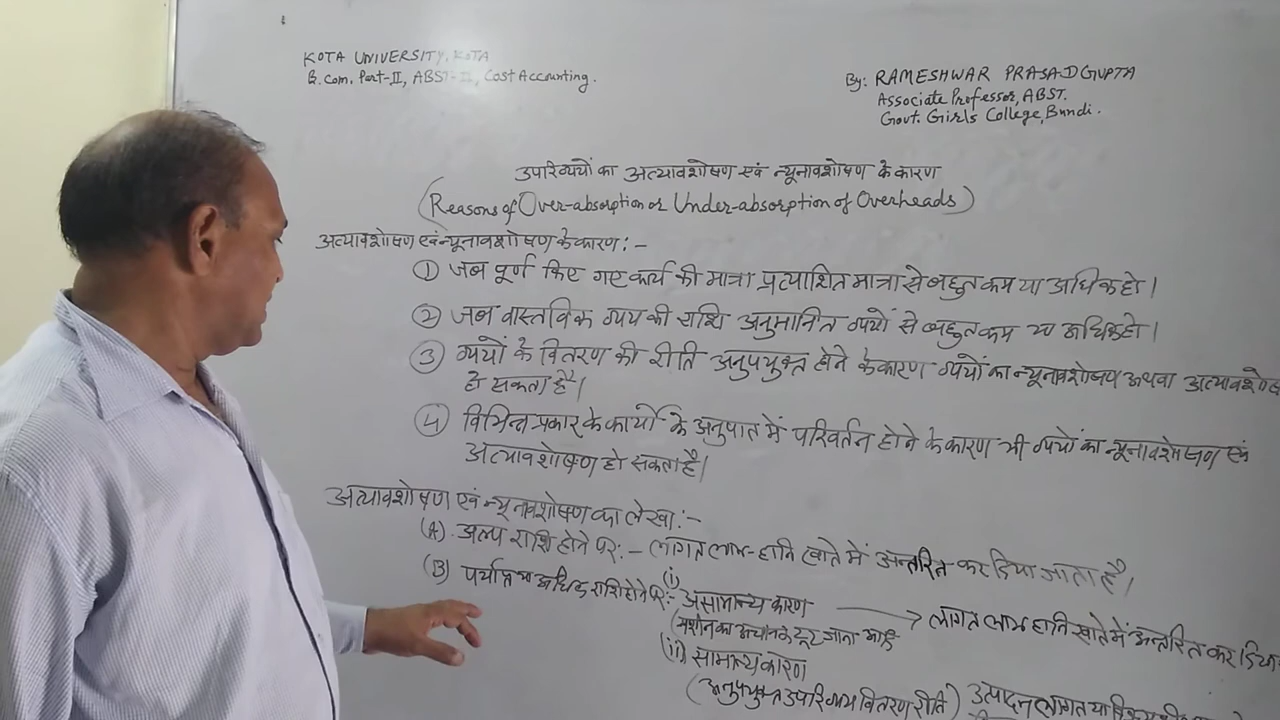 KOTA UNIVERSITY, KOTA
B.Com. Part-II, ABST-II, Cost Accounting.
By: RAMESHWAR PRASAD GUPTA
Associate Professor, ABST.
Govt. Girls College, Bundi.
उपरिव्ययों का अत्यावशोषण एवं न्यूनावशोषण के कारण
(Reasons of Over-absorption or Under-absorption of Overheads)
अत्यावशोषण एवं न्यूनावशोषण के कारण :-
① जब पूर्ण किए गए कार्य की मात्रा प्रत्याशित मात्रा से बहुत कम या अधिक हो।
② जब वास्तविक व्यय की राशि अनुमानित व्ययों से बहुत कम या अधिक हो।
③ व्ययों के वितरण की रीति अनुपयुक्त होने के कारण व्ययों का न्यूनावशोषण अथवा अत्यावशोष
हो सकता है।
④ विभिन्न प्रकार के कार्यो के अनुपात में परिवर्तन होने के कारण भी व्ययों का न्यूनावशोषण एवं
अत्यावशोषण हो सकता है।
अत्यावशोषण एवं न्यूनावशोषण का लेखा :-
(A). अल्प राशि होने पर: - लागत लाभ-हानि खाते में अन्तरित कर दिया जाता है।
(B) पर्याप्त या अधिक राशि होने पर:- (i) असामान्य कारण → लागत लाभ हानि खाते में अन्तरित कर दिया
(मशीन का अचानक टूट जाना आदि
(ii) सामान्य कारण
(अनुपयुक्त उपरिव्यय वितरण रीति) उत्पादन लागत या